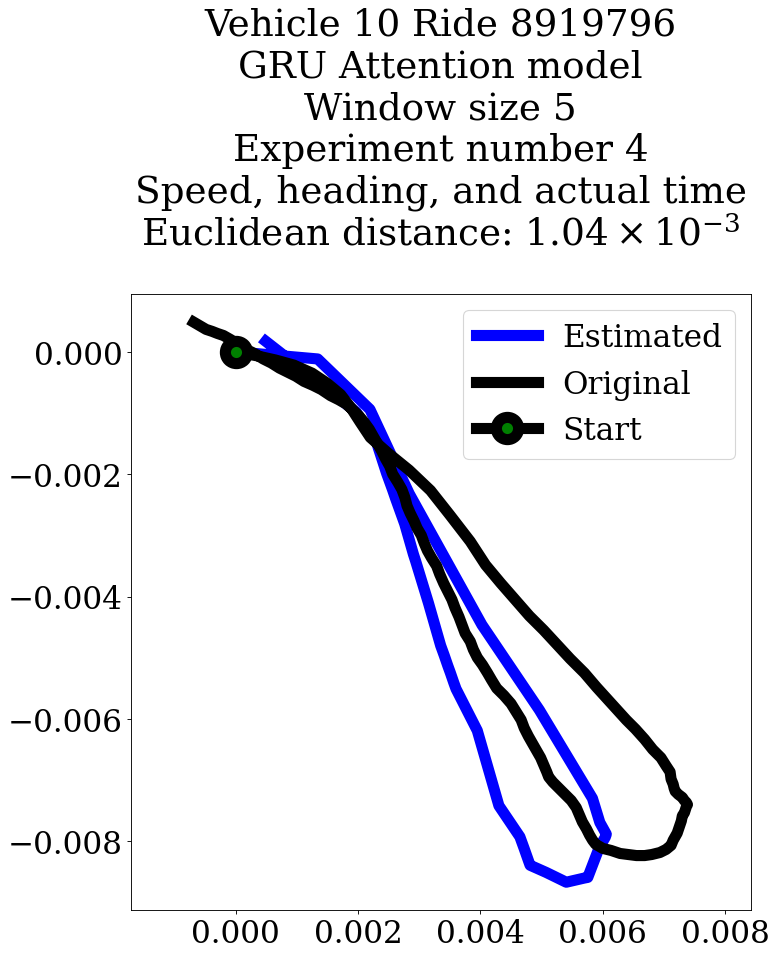 Vehicle 10 Ride 8919796
GRU Attention model
Window size 5
Experiment number 4
Speed, heading, and actual time
Euclidean distance: 1.04 × 10⁻³
Estimated
Original
Start
0.000
−0.002
−0.004
−0.006
−0.008
0.000 0.002 0.004 0.006 0.008